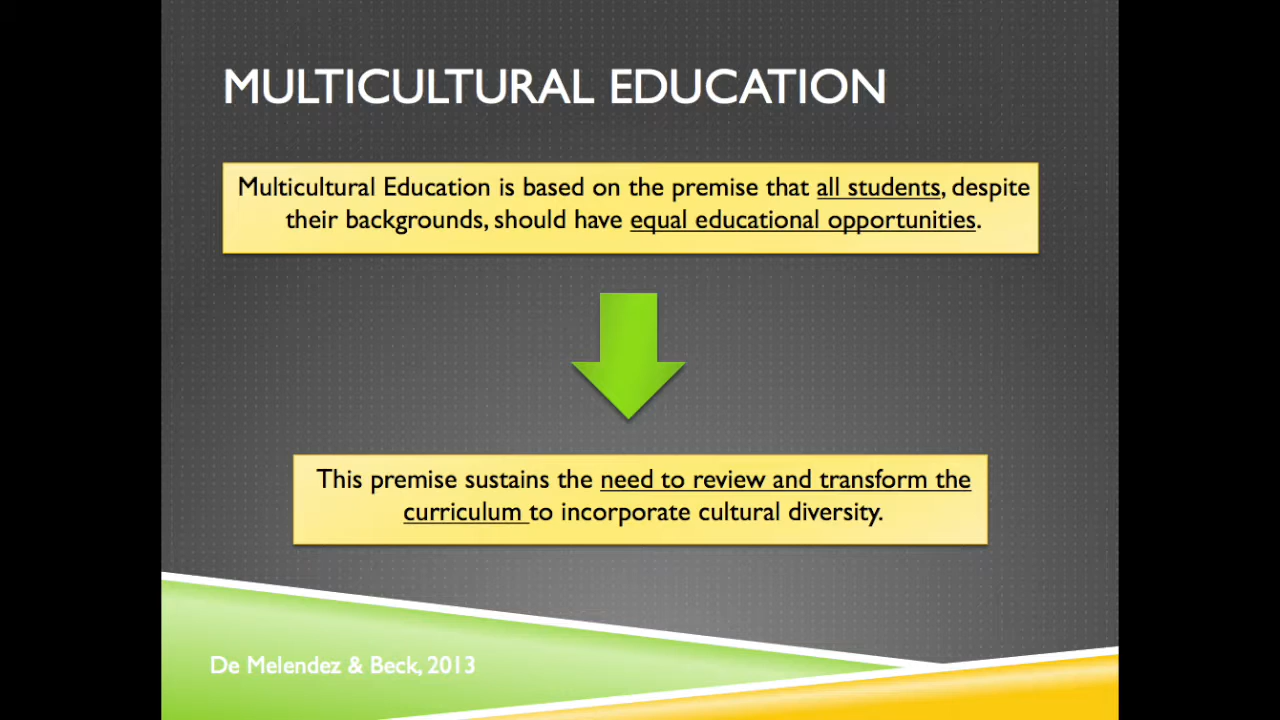 MULTICULTURAL EDUCATION
Multicultural Education is based on the premise that all students, despite
their backgrounds, should have equal educational opportunities.
This premise sustains the need to review and transform the
curriculum to incorporate cultural diversity.
De Melendez & Beck, 2013